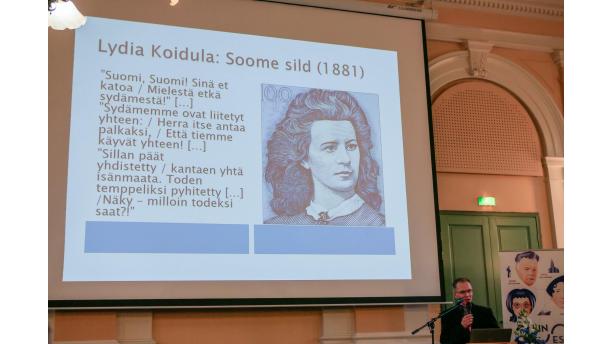 Lydia Koidula: Soome sild (1881)
"Suomi, Suomi! Sinä et
katoa / Mielestä etkä
sydämestä!" [...]
"Sydämemme ovat liitetyt
yhteen: / Herra itse antaa
palkaksi, / Että tiemme
käyvät yhteen! [...]
"Sillan päät
yhdistetty / kantaen yhtä
isänmaata. Toden
temppeliksi pyhitetty [...]
/Näky – milloin todeksi
saat?!"